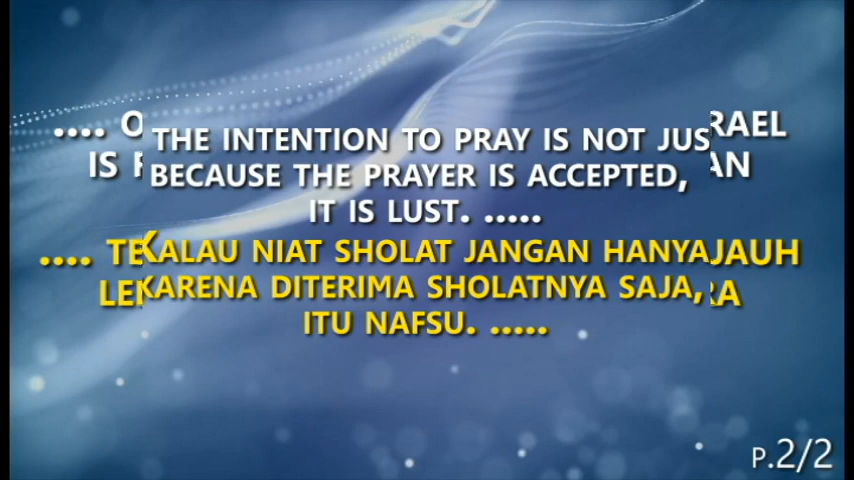 THE INTENTION TO PRAY IS NOT JUS
BECAUSE THE PRAYER IS ACCEPTED,
IT IS LUST. .....
KALAU NIAT SHOLAT JANGAN HANYA
KARENA DITERIMA SHOLATNYA SAJA,
ITU NAFSU. .....
P.2/2